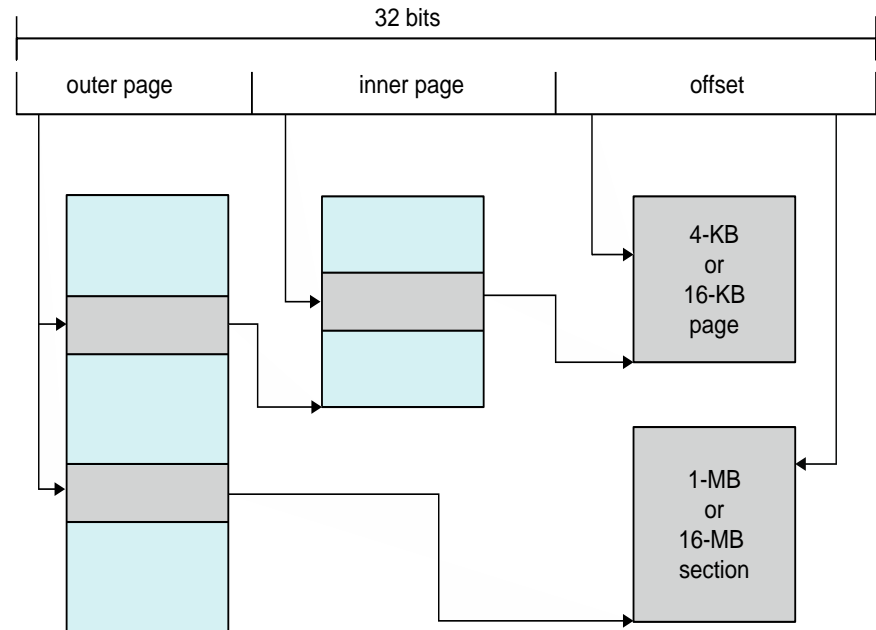 32 bits
outer page
inner page
offset
4-KB
or
16-KB
page
1-MB
or
16-MB
section